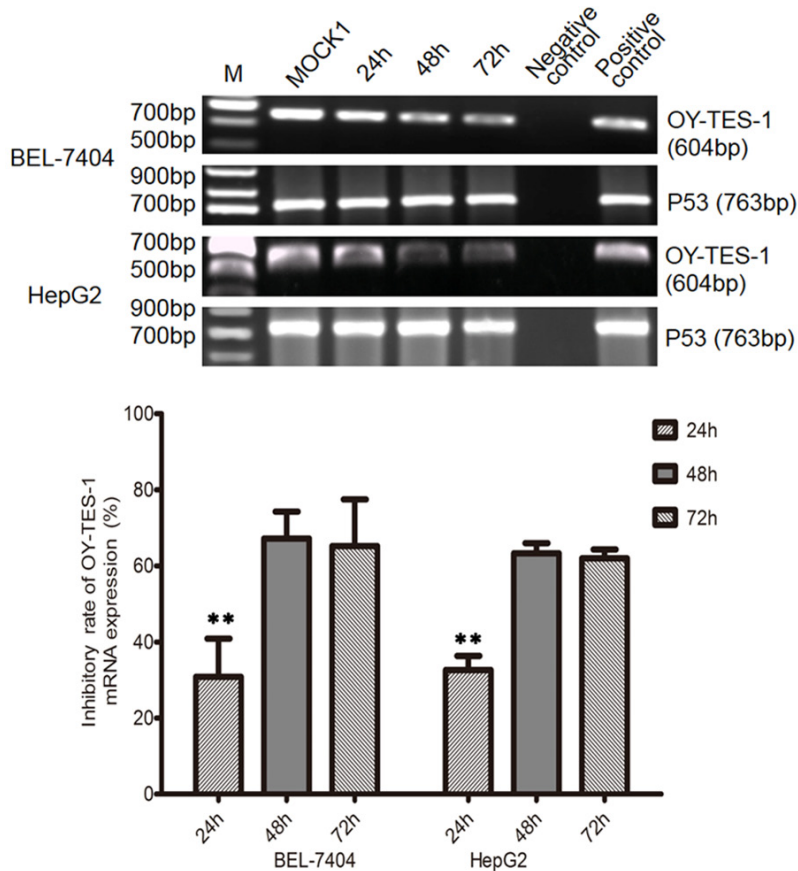 M MOCK1 24h 48h 72h Negative control Positive control
BEL-7404
700bp
500bp
OY-TES-1
(604bp)
900bp
700bp
P53 (763bp)
HepG2
700bp
500bp
OY-TES-1
(604bp)
900bp
700bp
P53 (763bp)
Inhibitory rate of OY-TES-1
mRNA expression (%)
100
80
60
40
20
0
** **
24h
48h
72h
24h 48h 72h 24h 48h 72h
BEL-7404 HepG2